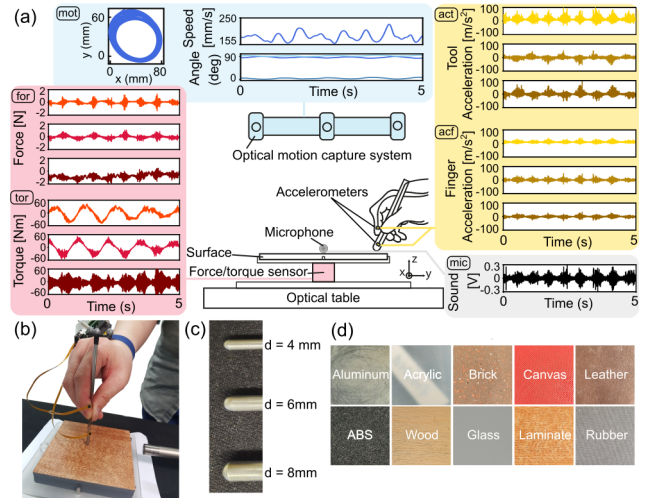 (a)
mot
60
y (mm)
0
0
80
x (mm)
Speed
[mm/s]
250
155
Angle
(deg)
90
0
0
5
Time (s)
act
100
0
-100
100
0
-100
100
0
-100
Tool
Acceleration [m/s²]
for
2
0
-2
2
0
-2
2
0
-2
Force [N]
Optical motion capture system
acf
100
0
-100
100
0
-100
100
0
-100
Finger
Acceleration [m/s²]
tor
60
0
-60
60
0
-60
60
0
-60
Torque [Nm]
0
5
Time (s)
Accelerometers
Microphone
Surface
Force/torque sensor
z
x
y
Optical table
mic
Sound
[V]
0.3
0
-0.3
0
5
Time (s)
(b)
(c)
d = 4 mm
d = 6mm
d = 8mm
(d)
Aluminum
Acrylic
Brick
Canvas
Leather
ABS
Wood
Glass
Laminate
Rubber